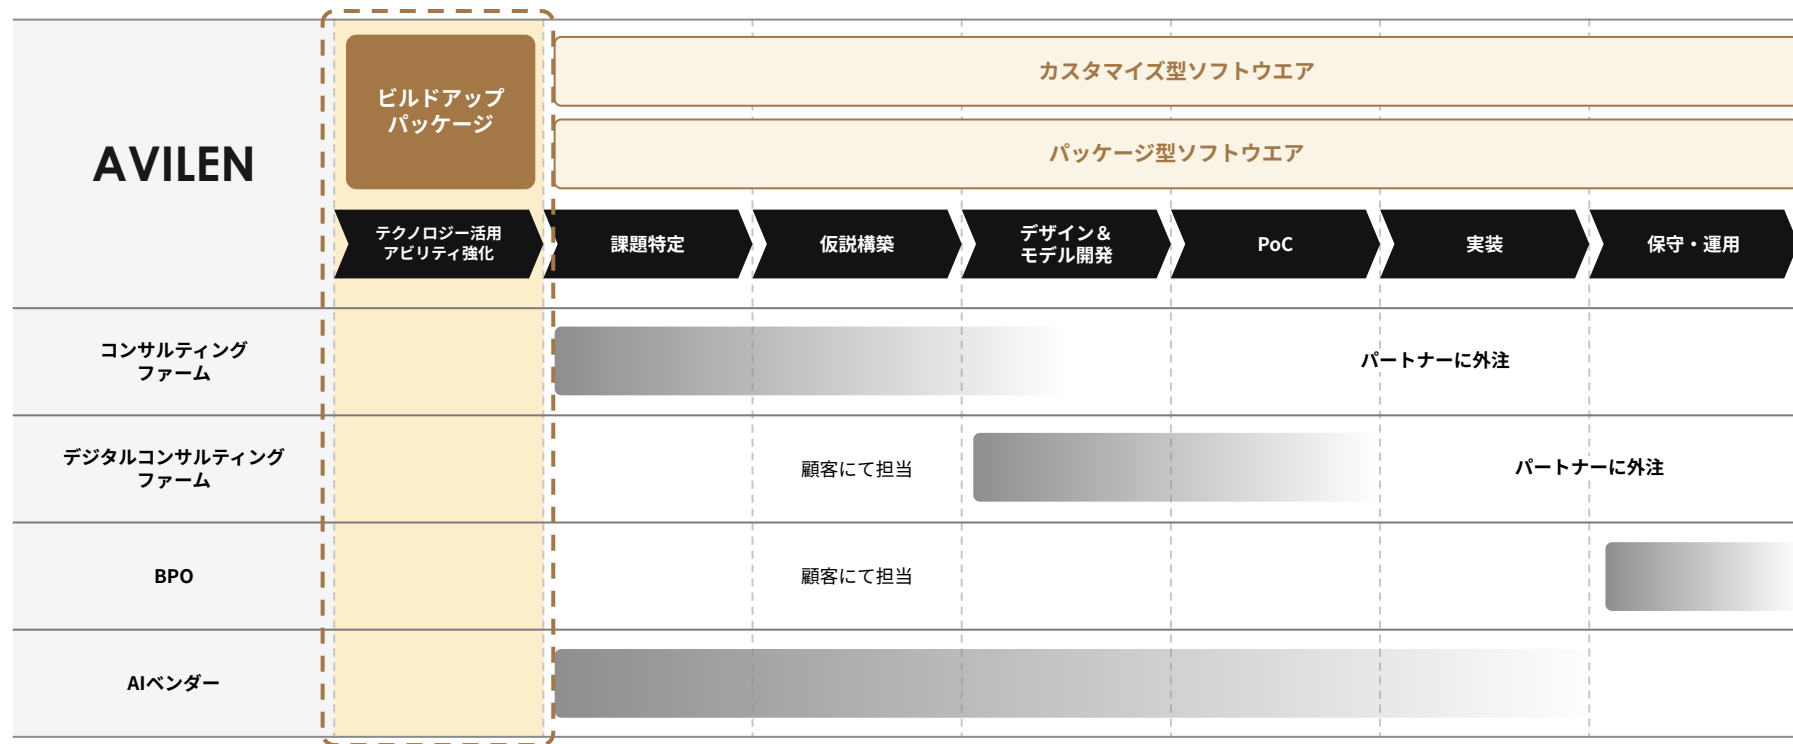 ビルドアップ
パッケージ
カスタマイズ型ソフトウエア
パッケージ型ソフトウエア
AVILEN
テクノロジー活用
アビリティ強化
課題特定
仮説構築
デザイン＆
モデル開発
PoC
実装
保守・運用
コンサルティング
ファーム
パートナーに外注
デジタルコンサルティング
ファーム
顧客にて担当
パートナーに外注
BPO
顧客にて担当
AIベンダー